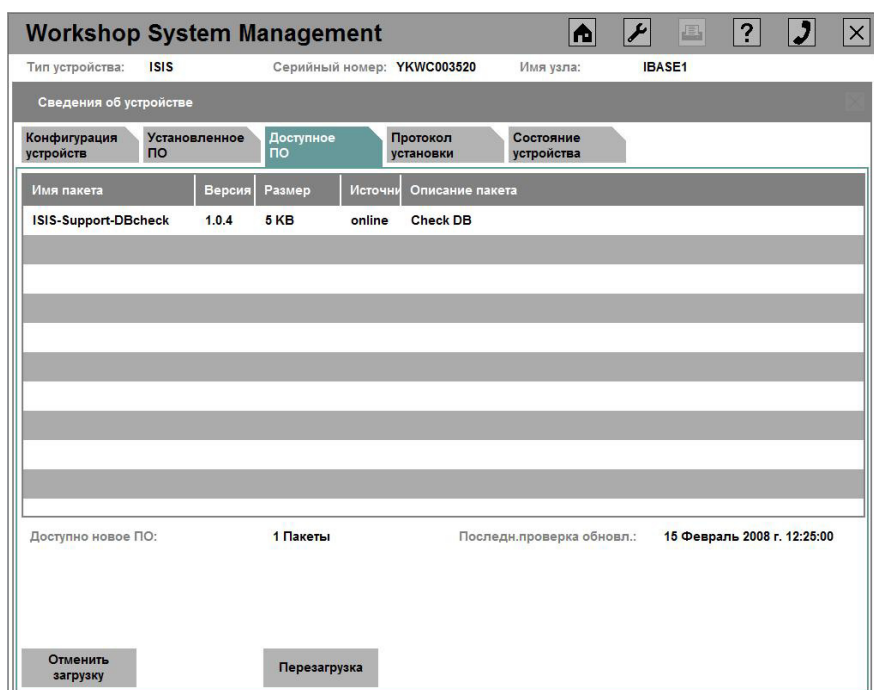 Workshop System Management
Тип устройства: ISIS Серийный номер: YKWC003520 Имя узла: IBASE1
Сведения об устройстве
Конфигурация устройств
Установленное ПО
Доступное ПО
Протокол установки
Состояние устройства
Имя пакета Версия Размер Источни Описание пакета
ISIS-Support-DBcheck 1.0.4 5 KB online Check DB
Доступно новое ПО: 1 Пакеты Последн.проверка обновл.: 15 Февраль 2008 г. 12:25:00
Отменить загрузку
Перезагрузка